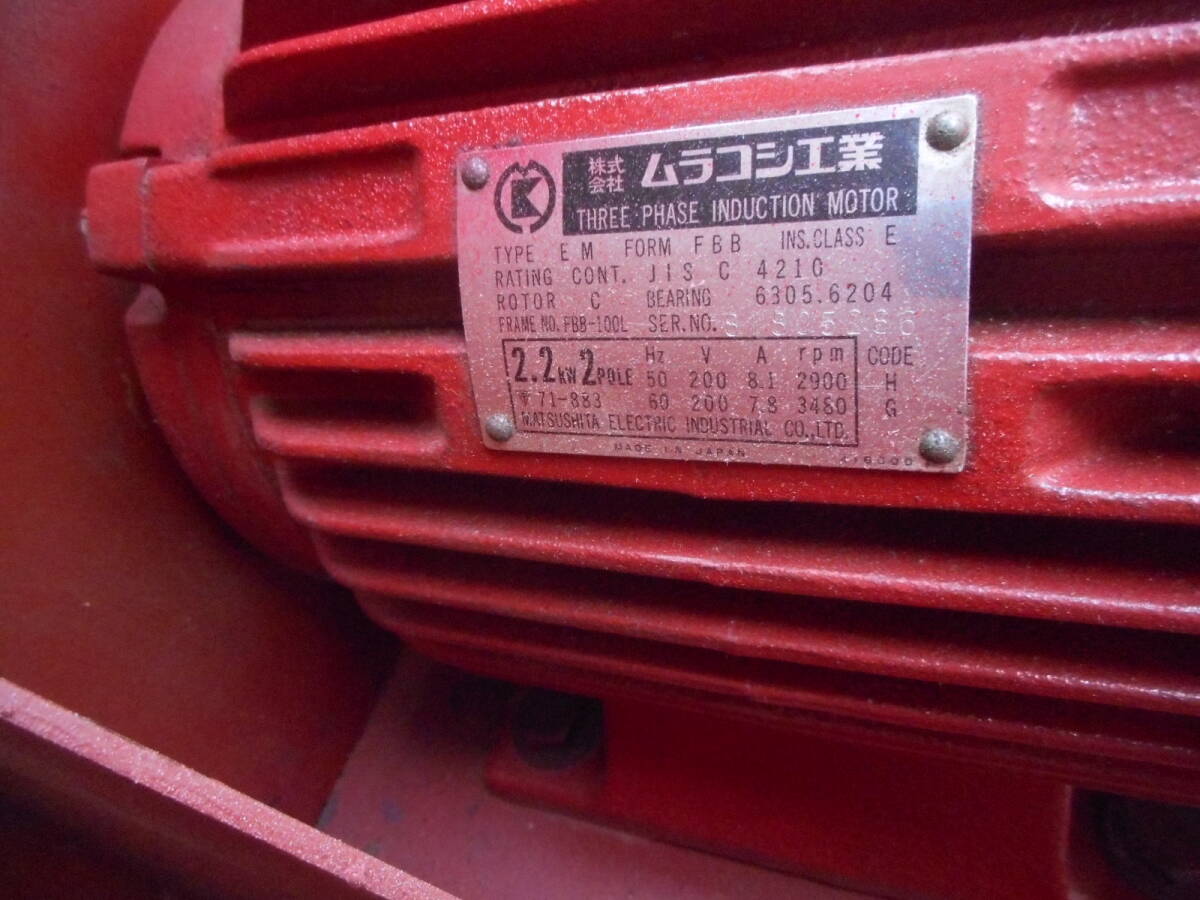 株式会社 ムラコシ工業
THREE PHASE INDUCTION MOTOR
TYPE EM FORM FBB INS.CLASS E
RATING CONT. JIS C 4210
ROTOR C BEARING 6305.6204
FRAME NO. FBB-100L SER.NO.
2.2kW 2POLE Hz V A rpm CODE
50 200 8.1 2900 H
〒71-883 60 200 7.8 3480 G
MATSUSHITA ELECTRIC INDUSTRIAL CO.,LTD.
MADE IN JAPAN